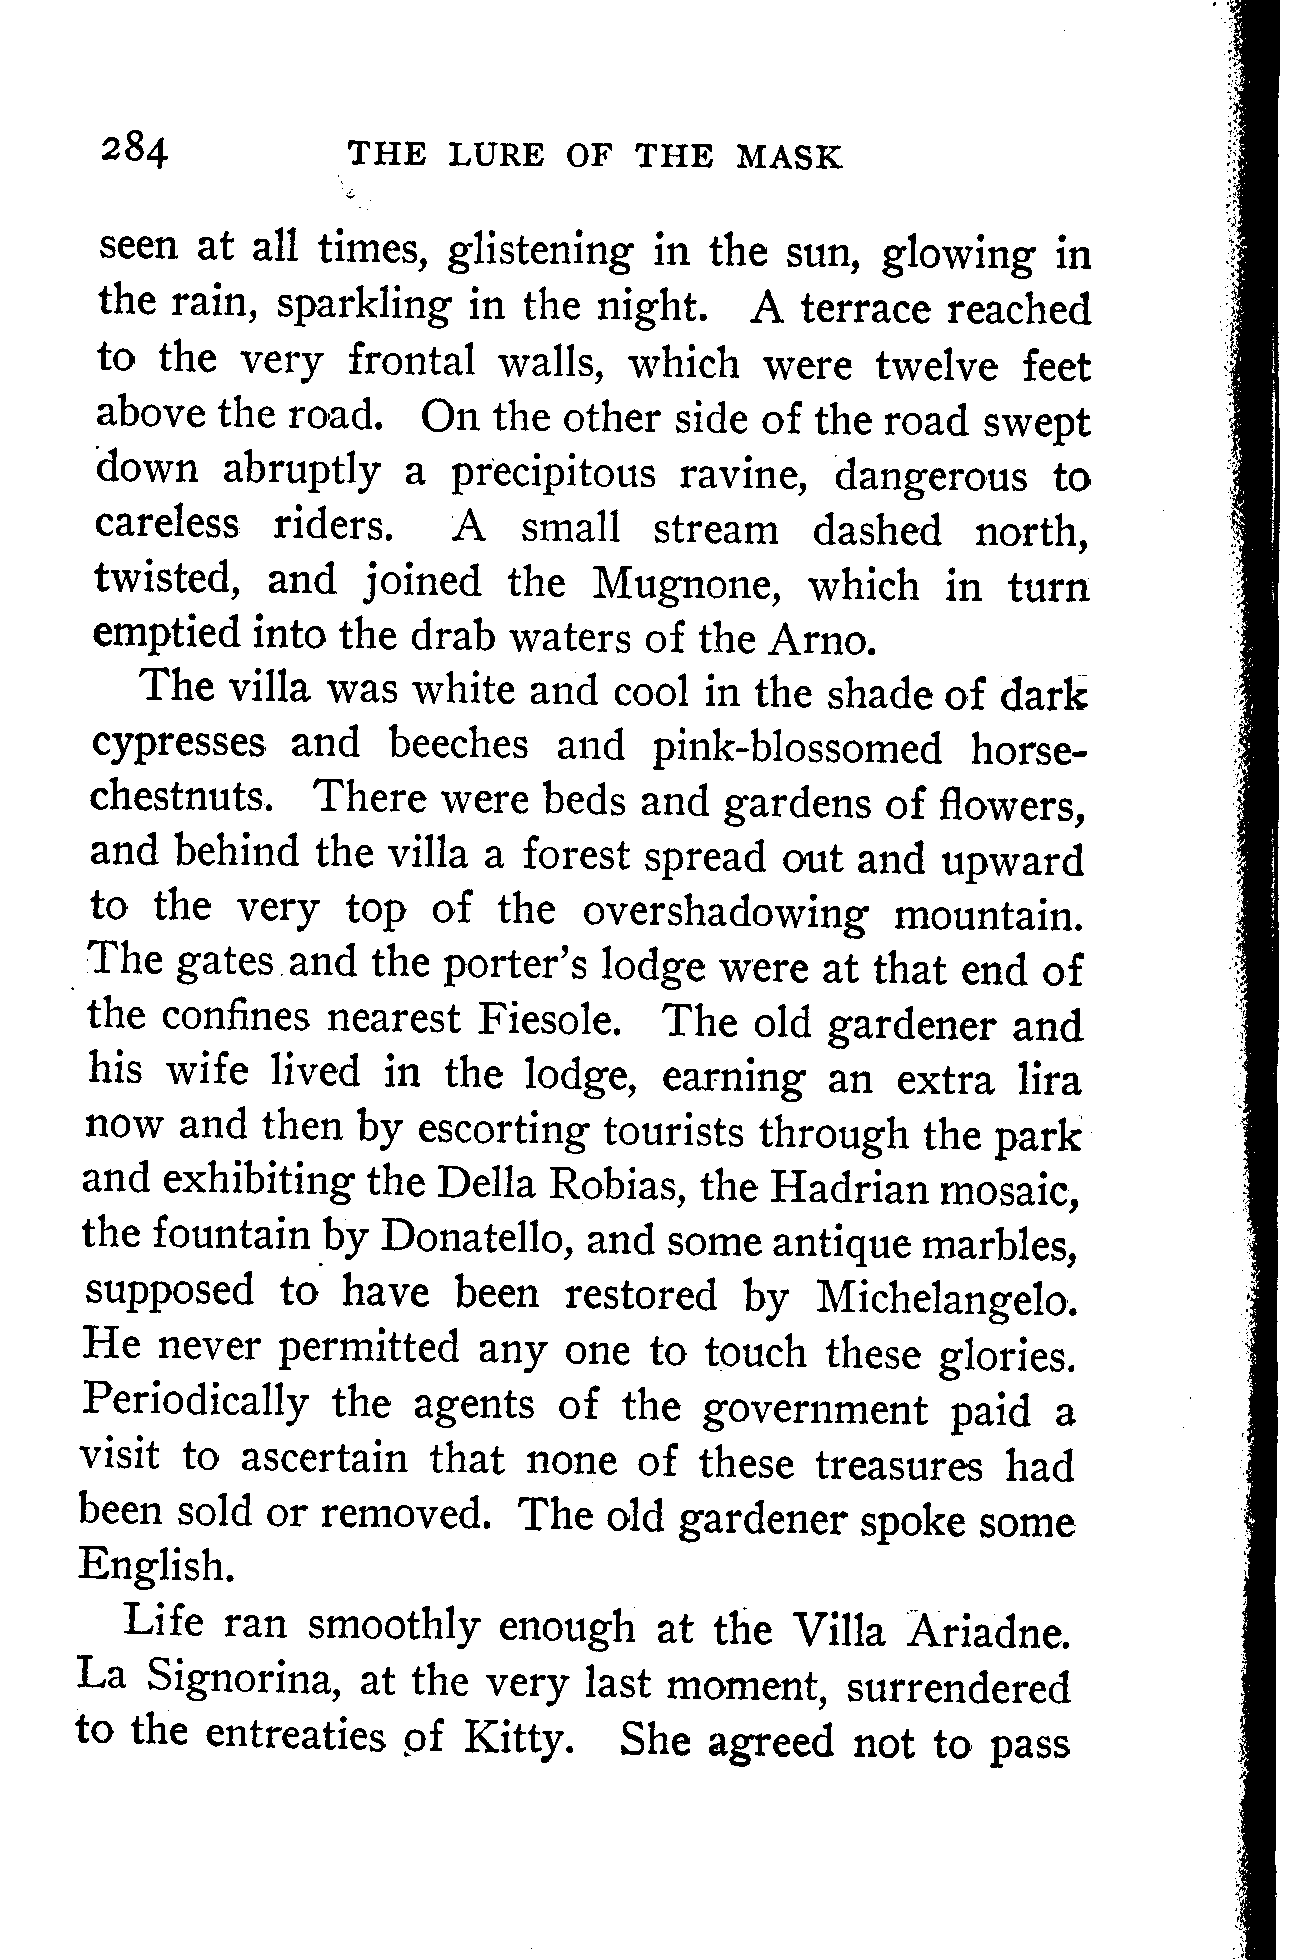 284 THE LURE OF THE MASK
seen at all times, glistening in the sun, glowing in
the rain, sparkling in the night. A terrace reached
to the very frontal walls, which were twelve feet
above the road. On the other side of the road swept
down abruptly a precipitous ravine, dangerous to
careless riders. A small stream dashed north,
twisted, and joined the Mugnone, which in turn
emptied into the drab waters of the Arno.
The villa was white and cool in the shade of dark
cypresses and beeches and pink-blossomed horse-
chestnuts. There were beds and gardens of flowers,
and behind the villa a forest spread out and upward
to the very top of the overshadowing mountain.
The gates and the porter's lodge were at that end of
the confines nearest Fiesole. The old gardener and
his wife lived in the lodge, earning an extra lira
now and then by escorting tourists through the park
and exhibiting the Della Robias, the Hadrian mosaic,
the fountain by Donatello, and some antique marbles,
supposed to have been restored by Michelangelo.
He never permitted any one to touch these glories.
Periodically the agents of the government paid a
visit to ascertain that none of these treasures had
been sold or removed. The old gardener spoke some
English.
Life ran smoothly enough at the Villa Ariadne.
La Signorina, at the very last moment, surrendered
to the entreaties of Kitty. She agreed not to pass